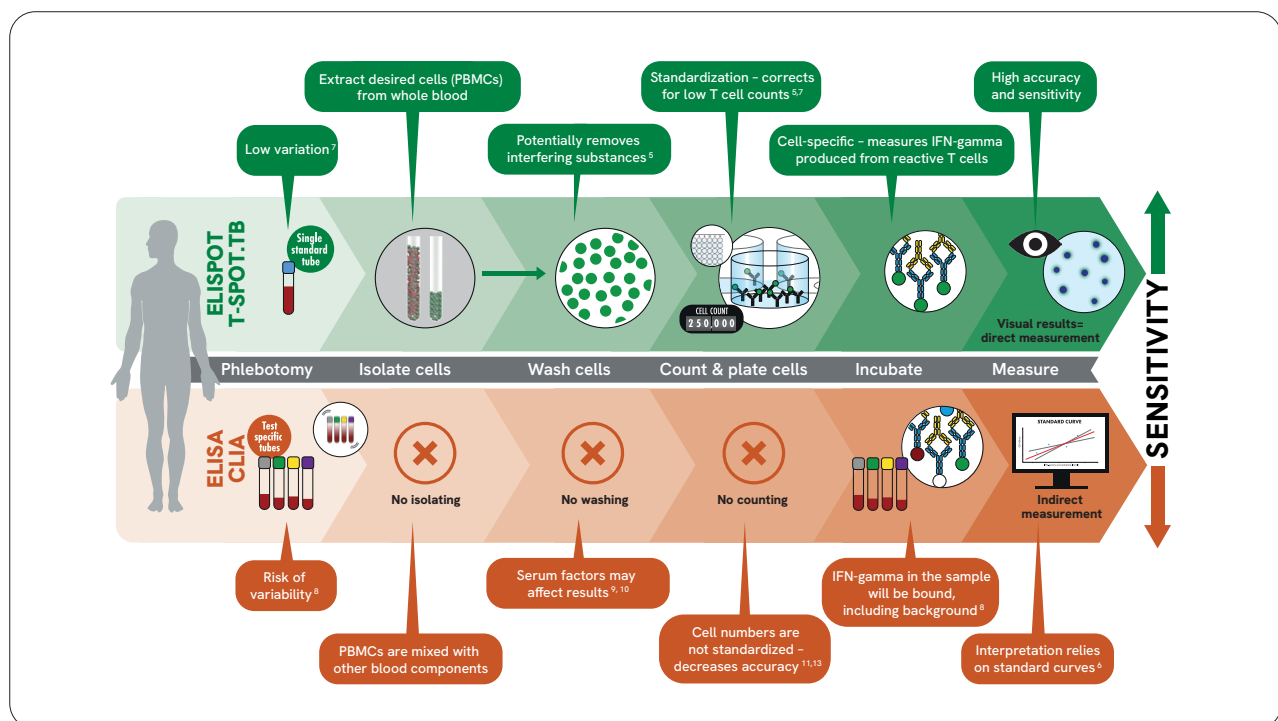 Extract desired cells (PBMCs)
from whole blood
Standardization – corrects
for low T cell counts 5,7
High accuracy
and sensitivity
Low variation 7
Potentially removes
interfering substances 5
Cell-specific – measures IFN-gamma
produced from reactive T cells
ELISPOT
T-SPOT.TB
Single
standard
tube
CELL COUNT
250,000
Visual results=
direct measurement
SENSITIVITY
Phlebotomy
Isolate cells
Wash cells
Count & plate cells
Incubate
Measure
ELISA
CLIA
Test
specific
tubes
No isolating
No washing
No counting
STANDARD CURVE
Indirect
measurement
Risk of
variability 8
Serum factors may
affect results 9, 10
IFN-gamma in the sample
will be bound,
including background 8
PBMCs are mixed with
other blood components
Cell numbers are
not standardized –
decreases accuracy 11,13
Interpretation relies
on standard curves 6